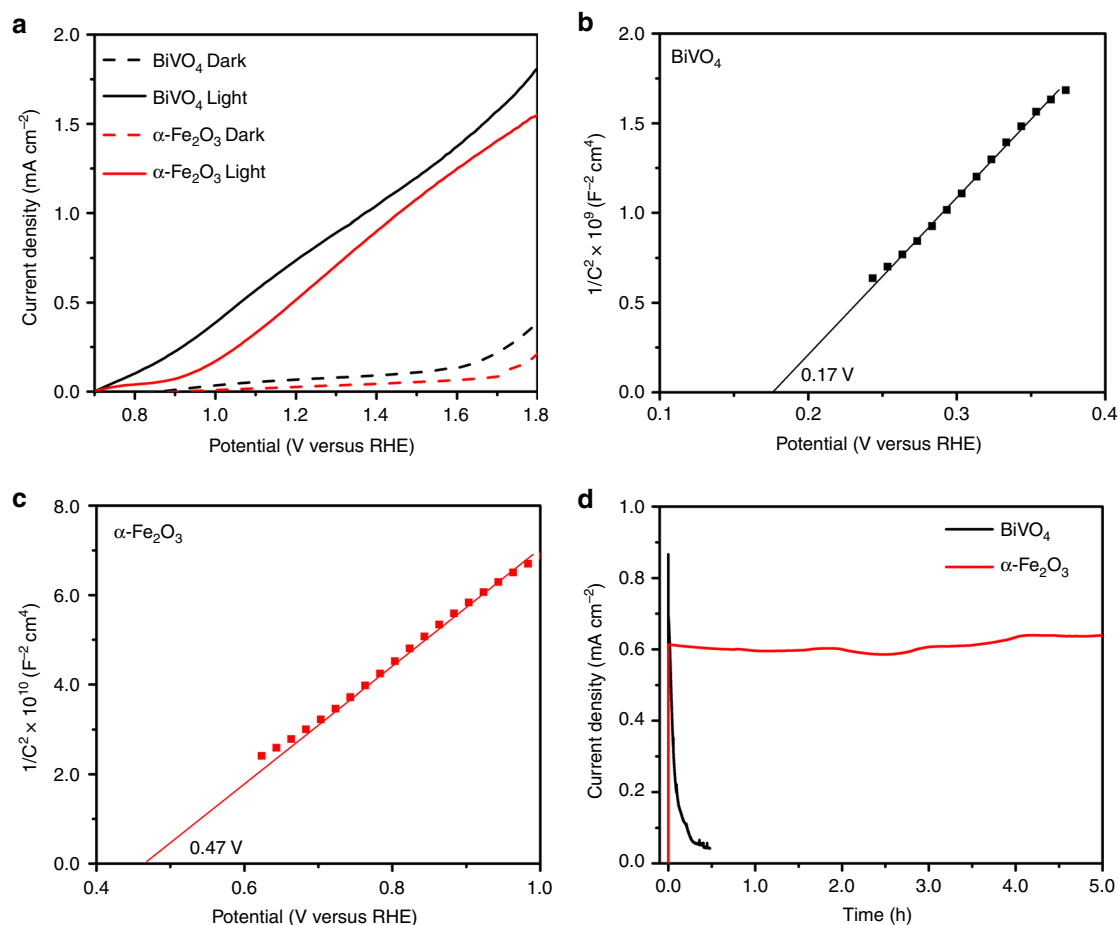 a
2.0
1.5
1.0
0.5
0.0
0.8
1.0
1.2
1.4
1.6
1.8
Current density (mA cm⁻²)
Potential (V versus RHE)
BiVO₄ Dark
BiVO₄ Light
α-Fe₂O₃ Dark
α-Fe₂O₃ Light
b
BiVO₄
2.0
1.5
1.0
0.5
0.0
0.1
0.2
0.3
0.4
1/C² × 10⁹ (F⁻² cm⁴)
Potential (V versus RHE)
0.17 V
c
α-Fe₂O₃
8.0
6.0
4.0
2.0
0.0
0.4
0.6
0.8
1.0
1/C² × 10¹⁰ (F⁻² cm⁴)
Potential (V versus RHE)
0.47 V
d
1.0
0.8
0.6
0.4
0.2
0.0
0.0
1.0
2.0
3.0
4.0
5.0
Current density (mA cm⁻²)
Time (h)
BiVO₄
α-Fe₂O₃